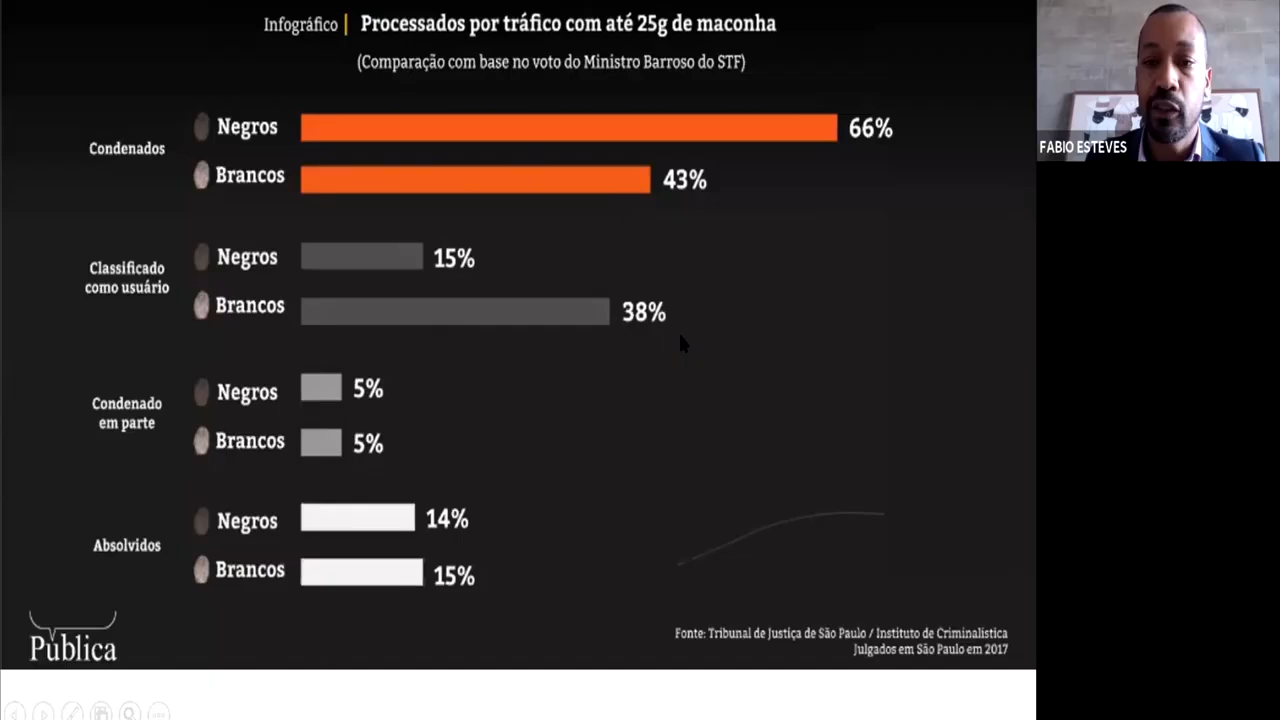 Infográfico | Processados por tráfico com até 25g de maconha
(Comparação com base no voto do Ministro Barroso do STF)
FABIO ESTEVES
Condenados
Negros 66%
Brancos 43%
Classificado
como usuário
Negros 15%
Brancos 38%
Condenado
em parte
Negros 5%
Brancos 5%
Absolvidos
Negros 14%
Brancos 15%
Pública
Fonte: Tribunal de Justiça de São Paulo / Instituto de Criminalística
Julgados em São Paulo em 2017